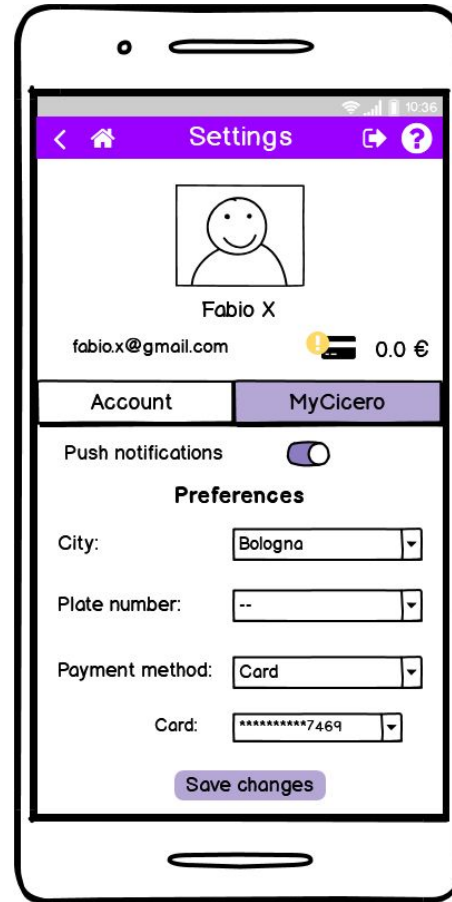 10:36
Settings
?
Fabio X
fabio.x@gmail.com
! 0.0 €
Account MyCicero
Push notifications
Preferences
City: Bologna
Plate number: --
Payment method: Card
Card: **********7469
Save changes